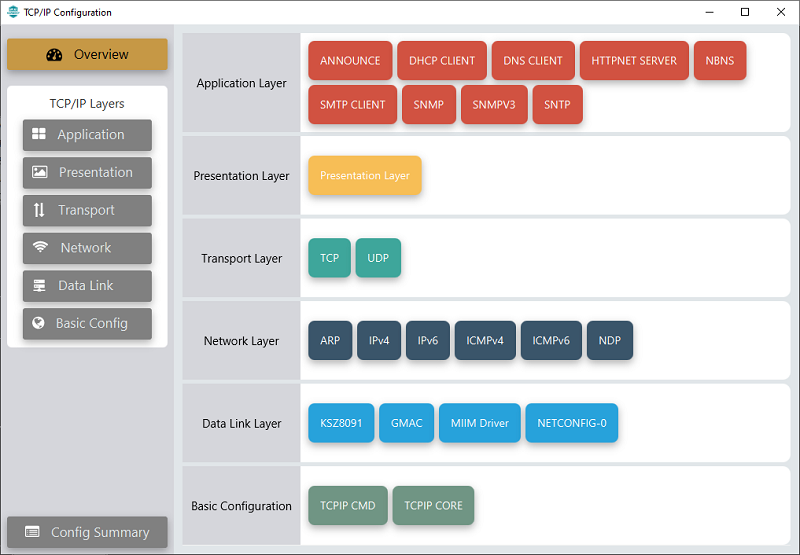 TCP/IP Configuration
Overview
TCP/IP Layers
Application
Presentation
Transport
Network
Data Link
Basic Config
Config Summary
Application Layer
ANNOUNCE DHCP CLIENT DNS CLIENT HTTPNET SERVER NBNS
SMTP CLIENT SNMP SNMPV3 SNTP
Presentation Layer
Presentation Layer
Transport Layer
TCP UDP
Network Layer
ARP IPv4 IPv6 ICMPv4 ICMPv6 NDP
Data Link Layer
KSZ8091 GMAC MIIM Driver NETCONFIG-0
Basic Configuration
TCPIP CMD TCPIP CORE